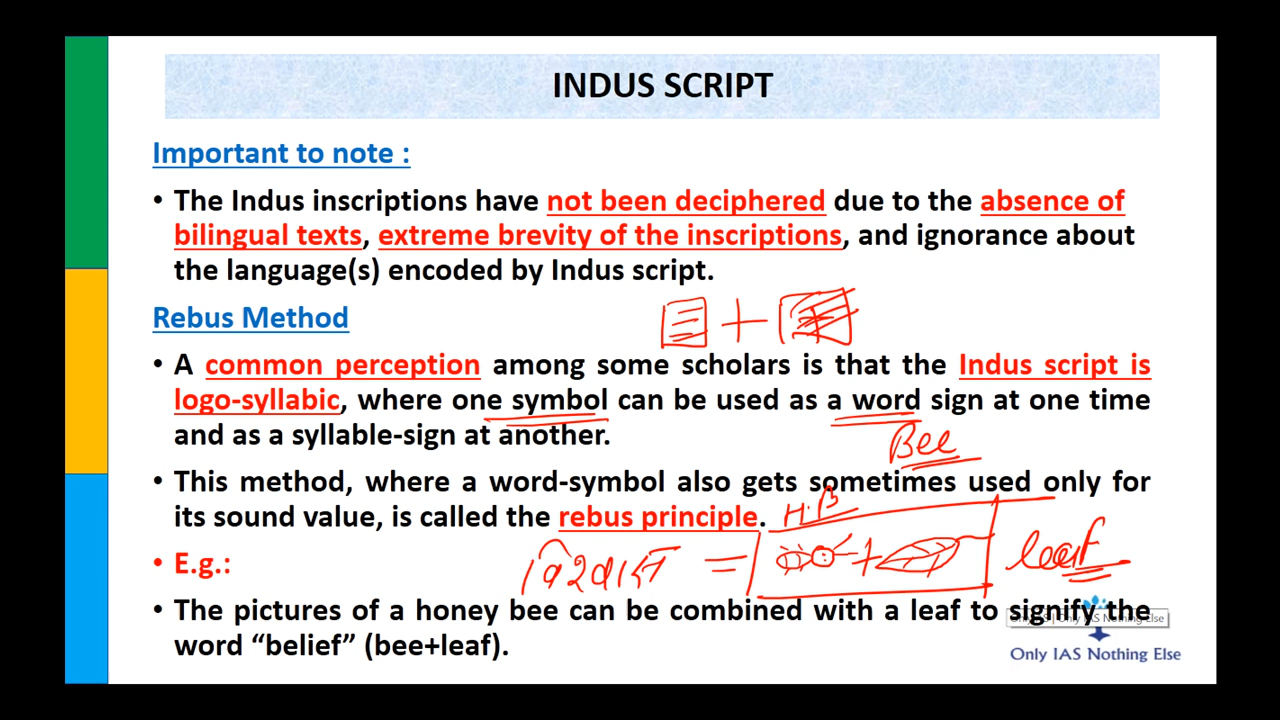 INDUS SCRIPT
Important to note :
• The Indus inscriptions have not been deciphered due to the absence of
bilingual texts, extreme brevity of the inscriptions, and ignorance about
the language(s) encoded by Indus script.
Rebus Method
• A common perception among some scholars is that the Indus script is
logo-syllabic, where one symbol can be used as a word sign at one time
and as a syllable-sign at another.
Bee
• This method, where a word-symbol also gets sometimes used only for
its sound value, is called the rebus principle.
H.B
• E.g.:
= + leaf
• The pictures of a honey bee can be combined with a leaf to signify the
word “belief” (bee+leaf).
Only IAS Nothing Else